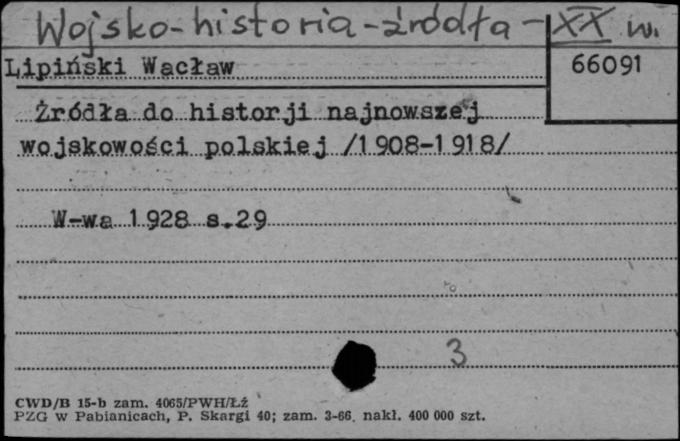 Wojsko-historia-źródła-XX w.
Lipiński Wacław
66091
Źródła do historji najnowszej
wojskowości polskiej /1908-1918/
W-wa 1928 s.29
3
CWD/B 15-b zam. 4065/PWH/ŁŻ
PZG w Pabianicach, P. Skargi 40; zam. 3-66. nakł. 400 000 szt.